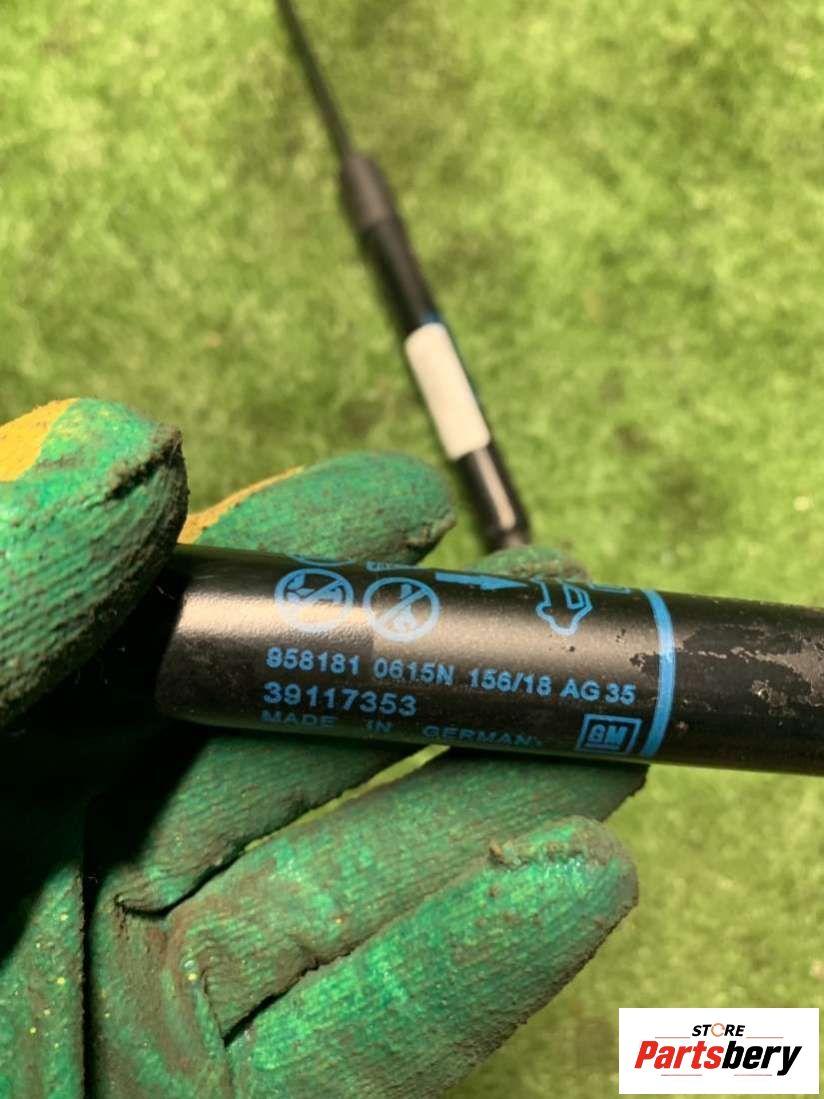 958181 0615N 156/18 AG 35
39117353
MADE IN GERMANY
GM
STORE
Partsbery